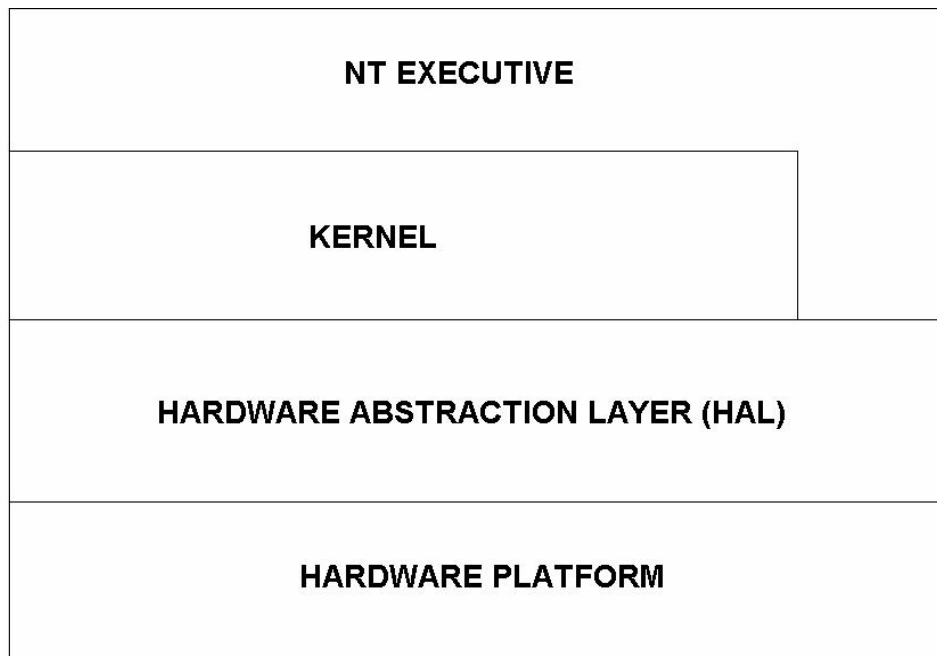 NT EXECUTIVE
KERNEL
HARDWARE ABSTRACTION LAYER (HAL)
HARDWARE PLATFORM